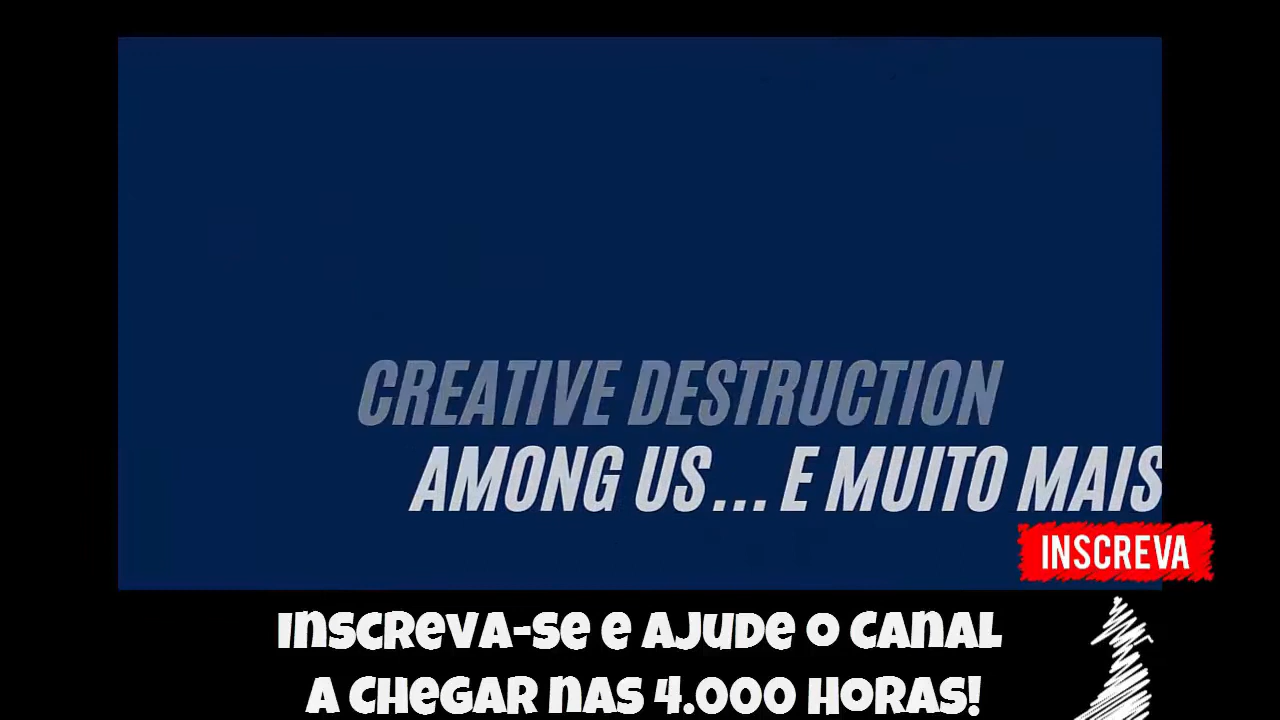 CREATIVE DESTRUCTION
AMONG US... E MUITO MAIS
INSCREVA
Inscreva-se e ajude o canal
a chegar nas 4.000 horas!